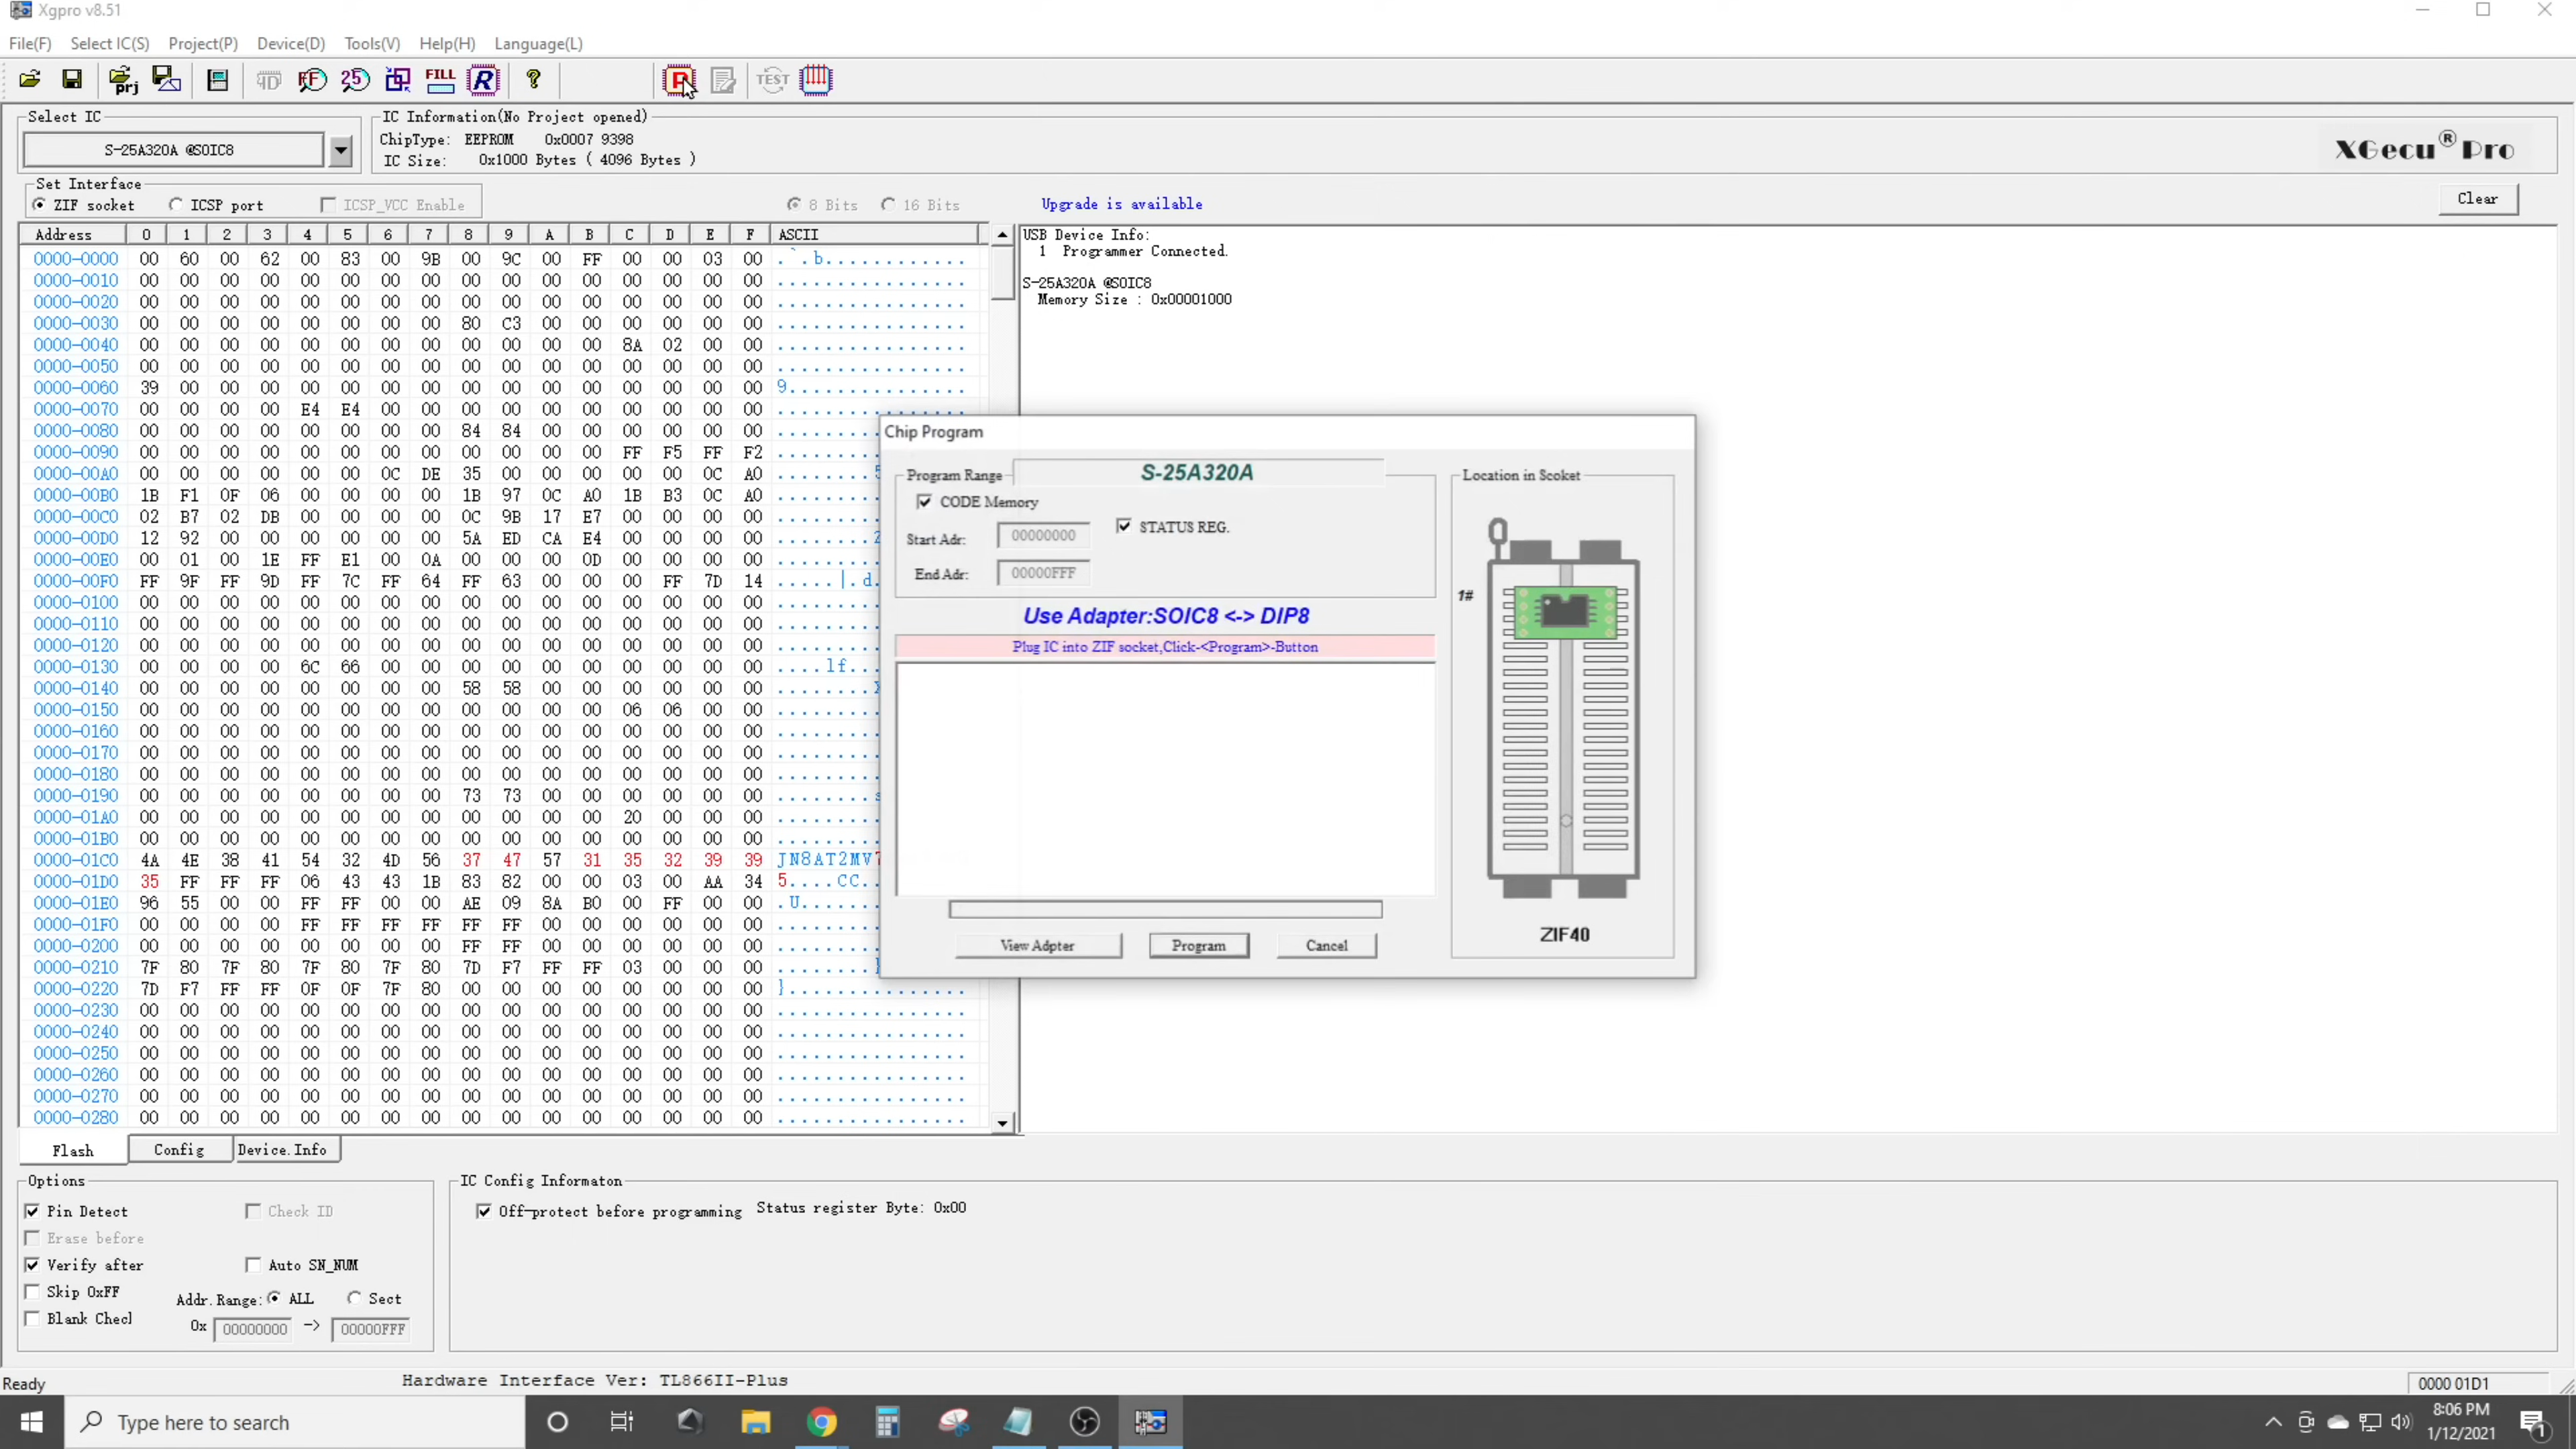 Xgpro v8.51
File(F) Select IC(S) Project(P) Device(D) Tools(V) Help(H) Language(L)
prj FF 25 FILL R ? P TEST
Select IC
S-25A320A @SOIC8
IC Information(No Project opened)
ChipType: EEPROM 0x0007 9398
IC Size: 0x1000 Bytes ( 4096 Bytes )
XGecu® Pro
Set Interface
ZIF socket ICSP port ICSP_VCC Enable 8 Bits 16 Bits Upgrade is available Clear
Address 0 1 2 3 4 5 6 7 8 9 A B C D E F ASCII
0000-0000 00 60 00 62 00 83 00 9B 00 9C 00 FF 00 00 03 00 .`.b............
0000-0010 00 00 00 00 00 00 00 00 00 00 00 00 00 00 00 00 ................
0000-0020 00 00 00 00 00 00 00 00 00 00 00 00 00 00 00 00 ................
0000-0030 00 00 00 00 00 00 00 00 80 C3 00 00 00 00 00 00 ................
0000-0040 00 00 00 00 00 00 00 00 00 00 00 00 8A 02 00 00 ................
0000-0050 00 00 00 00 00 00 00 00 00 00 00 00 00 00 00 00 ................
0000-0060 39 00 00 00 00 00 00 00 00 00 00 00 00 00 00 00 9...............
0000-0070 00 00 00 00 E4 E4 00 00 00 00 00 00 00 00 00 00 ................
0000-0080 00 00 00 00 00 00 00 00 84 84 00 00 00 00 00 00 ........
0000-0090 00 00 00 00 00 00 00 00 00 00 00 00 FF F5 FF F2 ........
0000-00A0 00 00 00 00 00 00 0C DE 35 00 00 00 00 00 0C A0 ........5
0000-00B0 1B F1 0F 06 00 00 00 00 1B 97 0C A0 1B B3 0C A0 ........
0000-00C0 02 B7 02 DB 00 00 00 00 0C 9B 17 E7 00 00 00 00 ........
0000-00D0 12 92 00 00 00 00 00 00 5A ED CA E4 00 00 00 00 ........Z
0000-00E0 00 01 00 1E FF E1 00 0A 00 00 00 0D 00 00 00 00 ........
0000-00F0 FF 9F FF 9D FF 7C FF 64 FF 63 00 00 00 FF 7D 14 .....|.d.
0000-0100 00 00 00 00 00 00 00 00 00 00 00 00 00 00 00 00 ........
0000-0110 00 00 00 00 00 00 00 00 00 00 00 00 00 00 00 00 ........
0000-0120 00 00 00 00 00 00 00 00 00 00 00 00 00 00 00 00 ........
0000-0130 00 00 00 00 6C 66 00 00 00 00 00 00 00 00 00 00 ....lf...
0000-0140 00 00 00 00 00 00 00 00 58 58 00 00 00 00 00 00 ........X
0000-0150 00 00 00 00 00 00 00 00 00 00 00 00 06 06 00 00 ........
0000-0160 00 00 00 00 00 00 00 00 00 00 00 00 00 00 00 00 ........
0000-0170 00 00 00 00 00 00 00 00 00 00 00 00 00 00 00 00 ........
0000-0180 00 00 00 00 00 00 00 00 00 00 00 00 00 00 00 00 ........
0000-0190 00 00 00 00 00 00 00 00 73 73 00 00 00 00 00 00 ........s
0000-01A0 00 00 00 00 00 00 00 00 00 00 00 00 20 00 00 00 ........
0000-01B0 00 00 00 00 00 00 00 00 00 00 00 00 00 00 00 00 ........
0000-01C0 4A 4E 38 41 54 32 4D 56 37 47 57 31 35 32 39 39 JN8AT2MV7
0000-01D0 35 FF FF FF 06 43 43 1B 83 82 00 00 03 00 AA 34 5....CC..
0000-01E0 96 55 00 00 FF FF 00 00 AE 09 8A B0 00 FF 00 00 .U.......
0000-01F0 00 00 00 00 FF FF FF FF FF FF 00 00 00 00 00 00 ........
0000-0200 00 00 00 00 00 00 00 00 FF FF 00 00 00 00 00 00 ........
0000-0210 7F 80 7F 80 7F 80 7F 80 7D F7 FF FF 03 00 00 00 ........}
0000-0220 7D F7 FF FF 0F 0F 7F 80 00 00 00 00 00 00 00 00 }...............
0000-0230 00 00 00 00 00 00 00 00 00 00 00 00 00 00 00 00 ................
0000-0240 00 00 00 00 00 00 00 00 00 00 00 00 00 00 00 00 ................
0000-0250 00 00 00 00 00 00 00 00 00 00 00 00 00 00 00 00 ................
0000-0260 00 00 00 00 00 00 00 00 00 00 00 00 00 00 00 00 ................
0000-0270 00 00 00 00 00 00 00 00 00 00 00 00 00 00 00 00 ................
0000-0280 00 00 00 00 00 00 00 00 00 00 00 00 00 00 00 00 ................
USB Device Info:
1 Programmer Connected.
S-25A320A @SOIC8
Memory Size : 0x00001000
Chip Program
Program Range S-25A320A
CODE Memory
STATUS REG.
Start Adr: 00000000
End Adr: 00000FFF
Use Adapter:SOIC8 <-> DIP8
Plug IC into ZIF socket,Click-<Program>-Button
View Adpter Program Cancel
Location in Scoket
1#
ZIF40
Flash Config Device.Info
Options
Pin Detect Check ID
Erase before
Verify after Auto SN_NUM
Skip 0xFF Addr.Range: ALL Sect
Blank Checl 0x 00000000 -> 00000FFF
IC Config Informaton
Off-protect before programming Status register Byte: 0x00
Ready Hardware Interface Ver: TL866II-Plus 0000 01D1
Type here to search
8:06 PM
1/12/2021
1